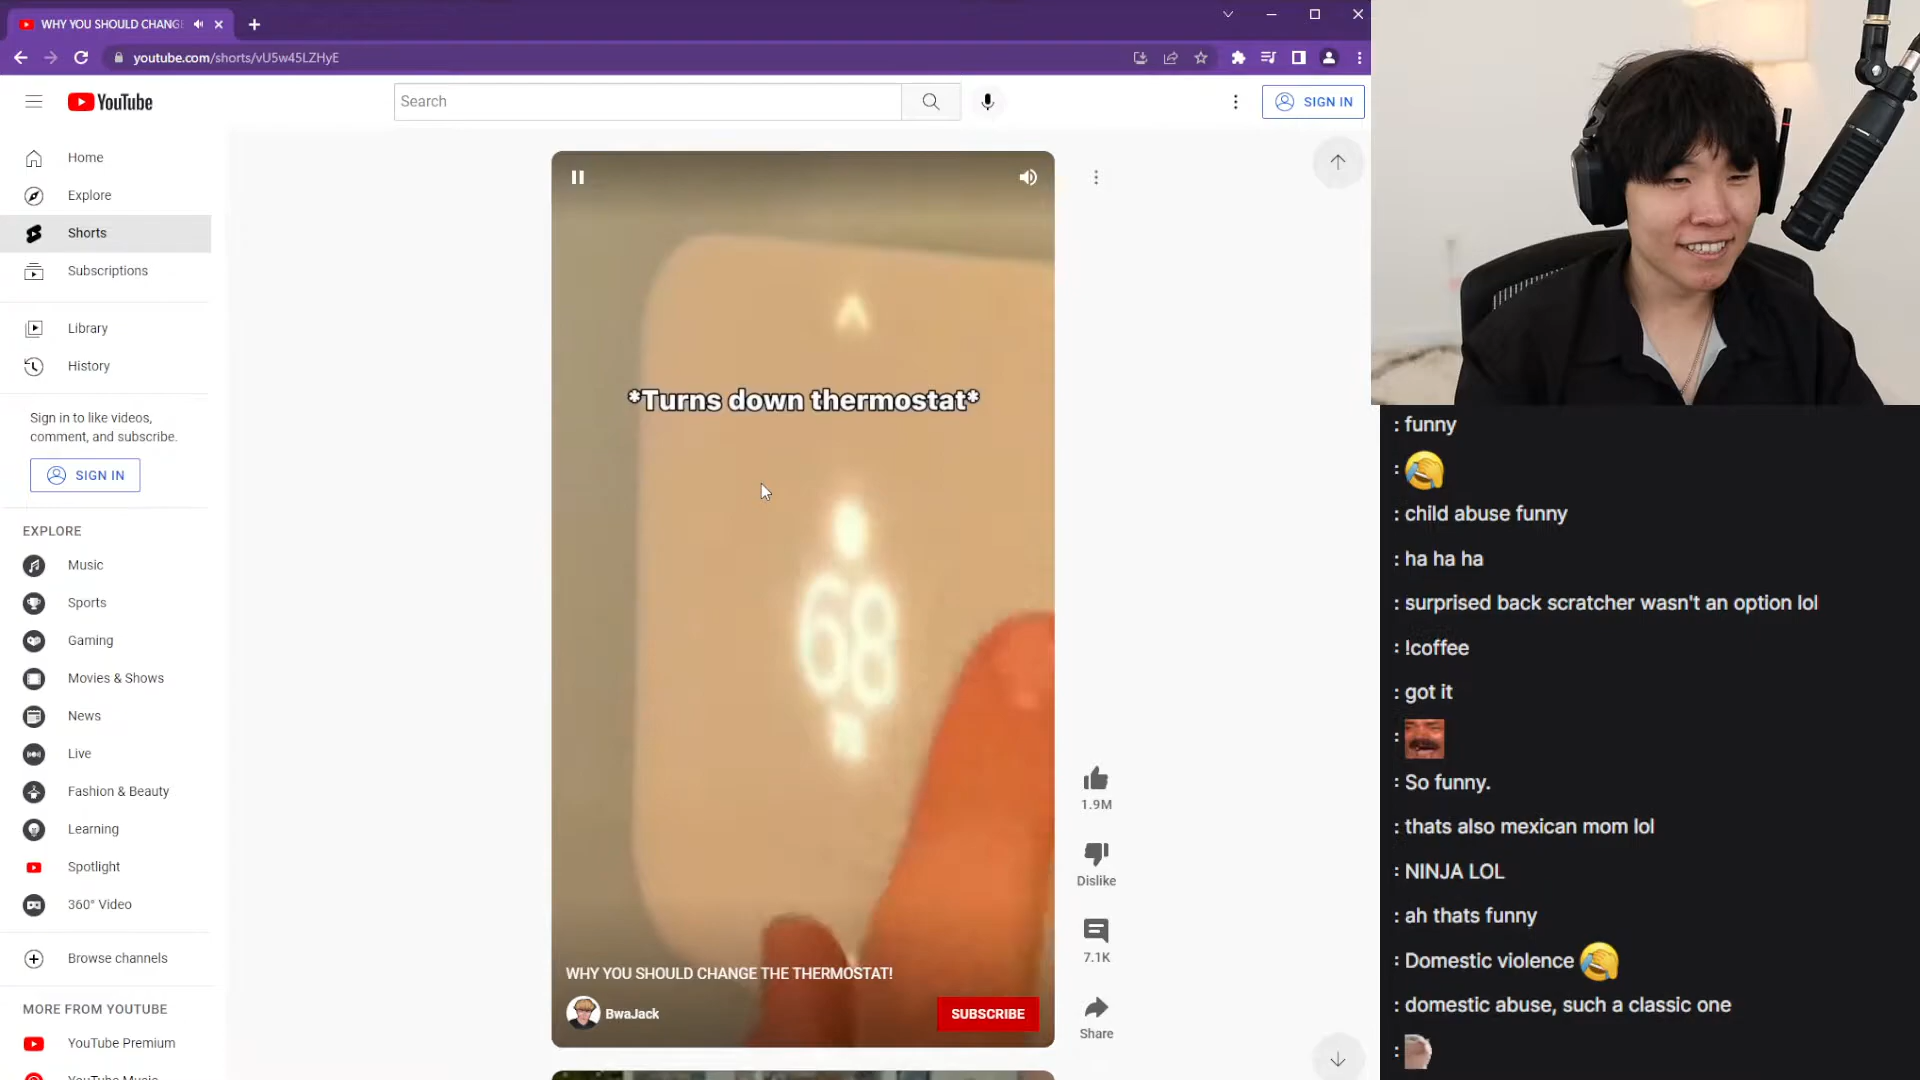 WHY YOU SHOULD CHANG
youtube.com/shorts/vU5w45LZHyE
YouTube
Search
SIGN IN
Home
Explore
Shorts
Subscriptions
Library
History
Sign in to like videos,
comment, and subscribe.
SIGN IN
EXPLORE
Music
Sports
Gaming
Movies & Shows
News
Live
Fashion & Beauty
Learning
Spotlight
360° Video
Browse channels
MORE FROM YOUTUBE
YouTube Premium
YouTube Music
*Turns down thermostat*
68
WHY YOU SHOULD CHANGE THE THERMOSTAT!
BwaJack
SUBSCRIBE
1.9M
Dislike
7.1K
Share
: funny
:
: child abuse funny
: ha ha ha
: surprised back scratcher wasn't an option lol
: !coffee
: got it
:
: So funny.
: thats also mexican mom lol
: NINJA LOL
: ah thats funny
: Domestic violence
: domestic abuse, such a classic one
: